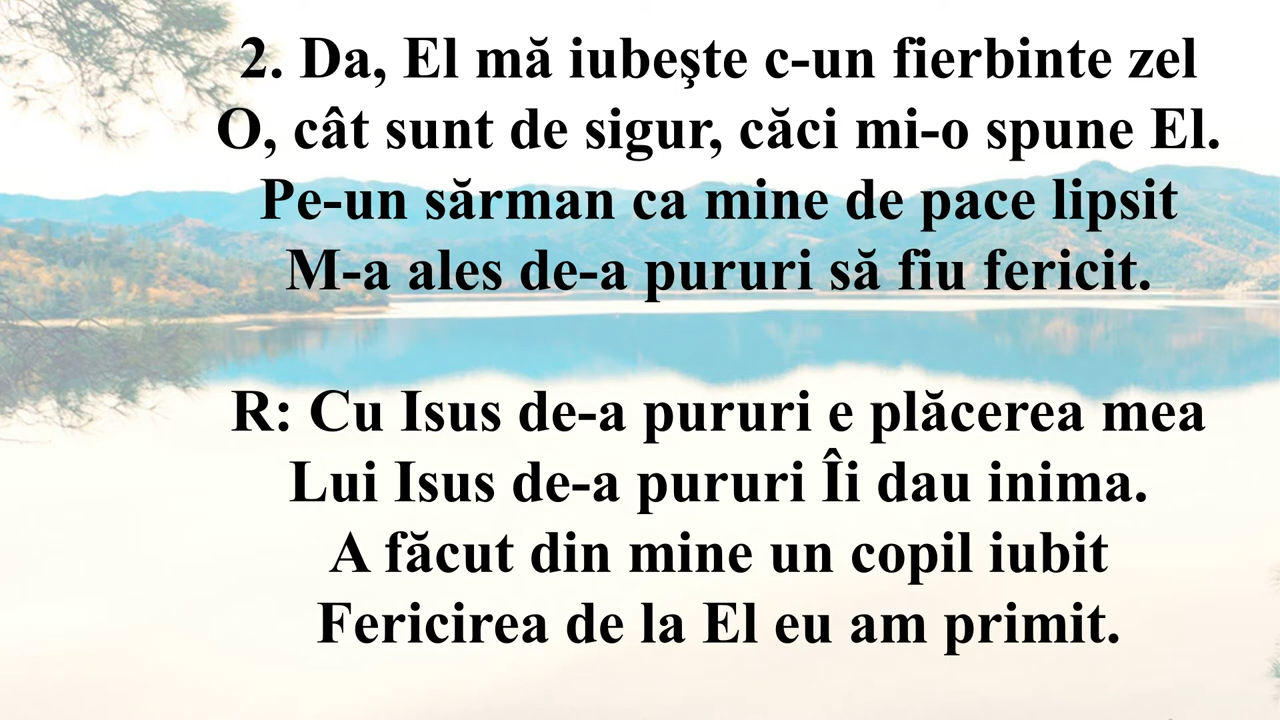 2. Da, El mă iubeşte c-un fierbinte zel
O, cât sunt de sigur, căci mi-o spune El.
Pe-un sărman ca mine de pace lipsit
M-a ales de-a pururi să fiu fericit.
R: Cu Isus de-a pururi e plăcerea mea
Lui Isus de-a pururi Îi dau inima.
A făcut din mine un copil iubit
Fericirea de la El eu am primit.